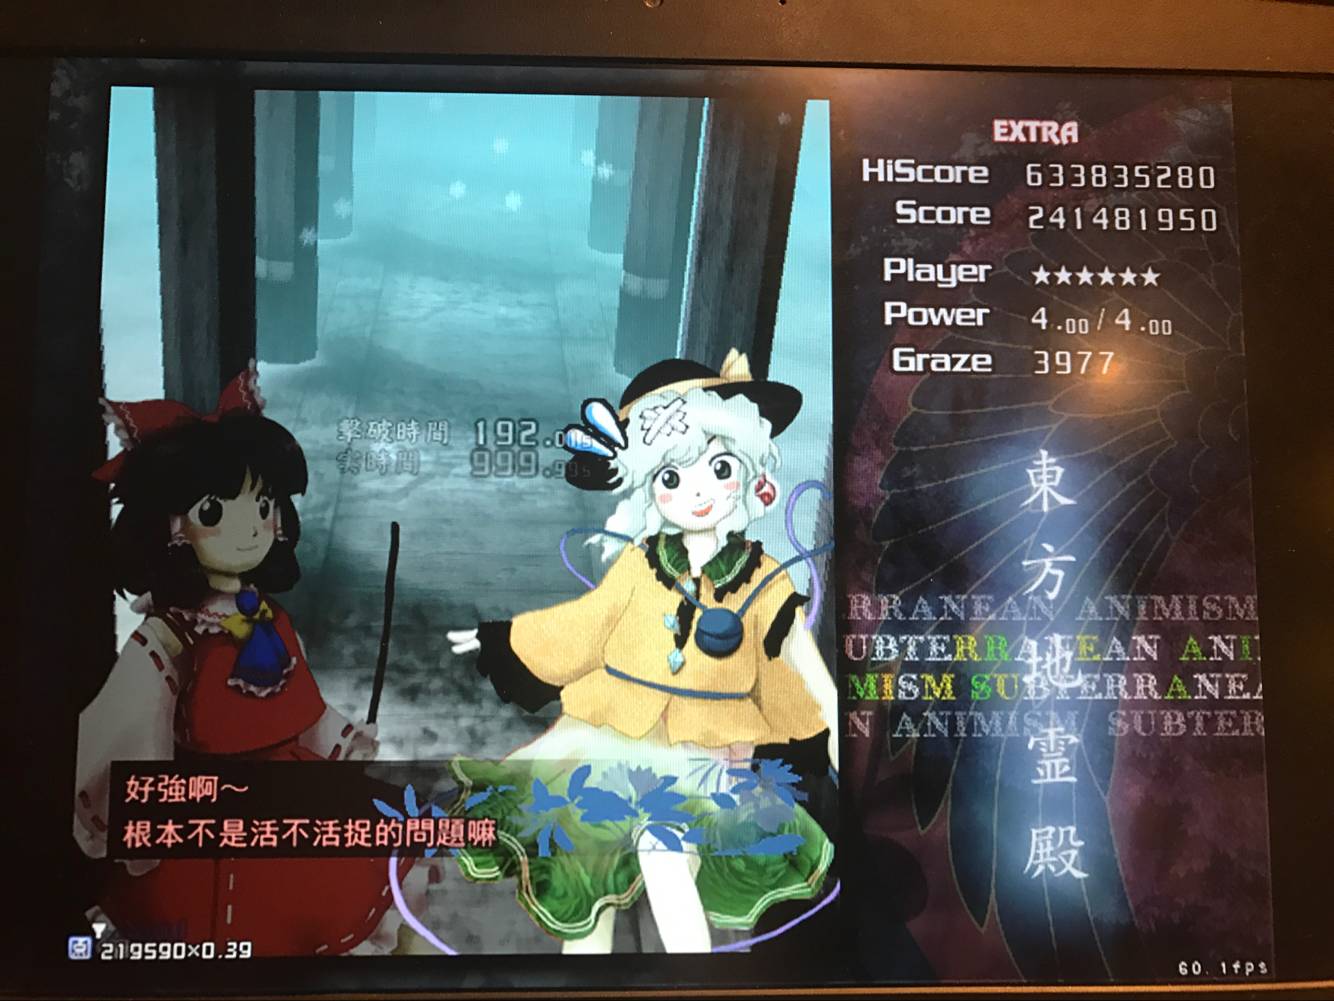 EXTRA
HiScore 633835280
Score 241481950
Player ★★★★★★
Power 4.00/4.00
Graze 3977
擊破時間 192.
実時間 999.99s
東方地霊殿
RRANEAN ANIMISM
UBTERRANEAN ANI
MISM SUBTERRANEA
N ANIMISM SUBTER
好強啊～
根本不是活不活捉的問題嘛
点 219590×0.39
60.1fps